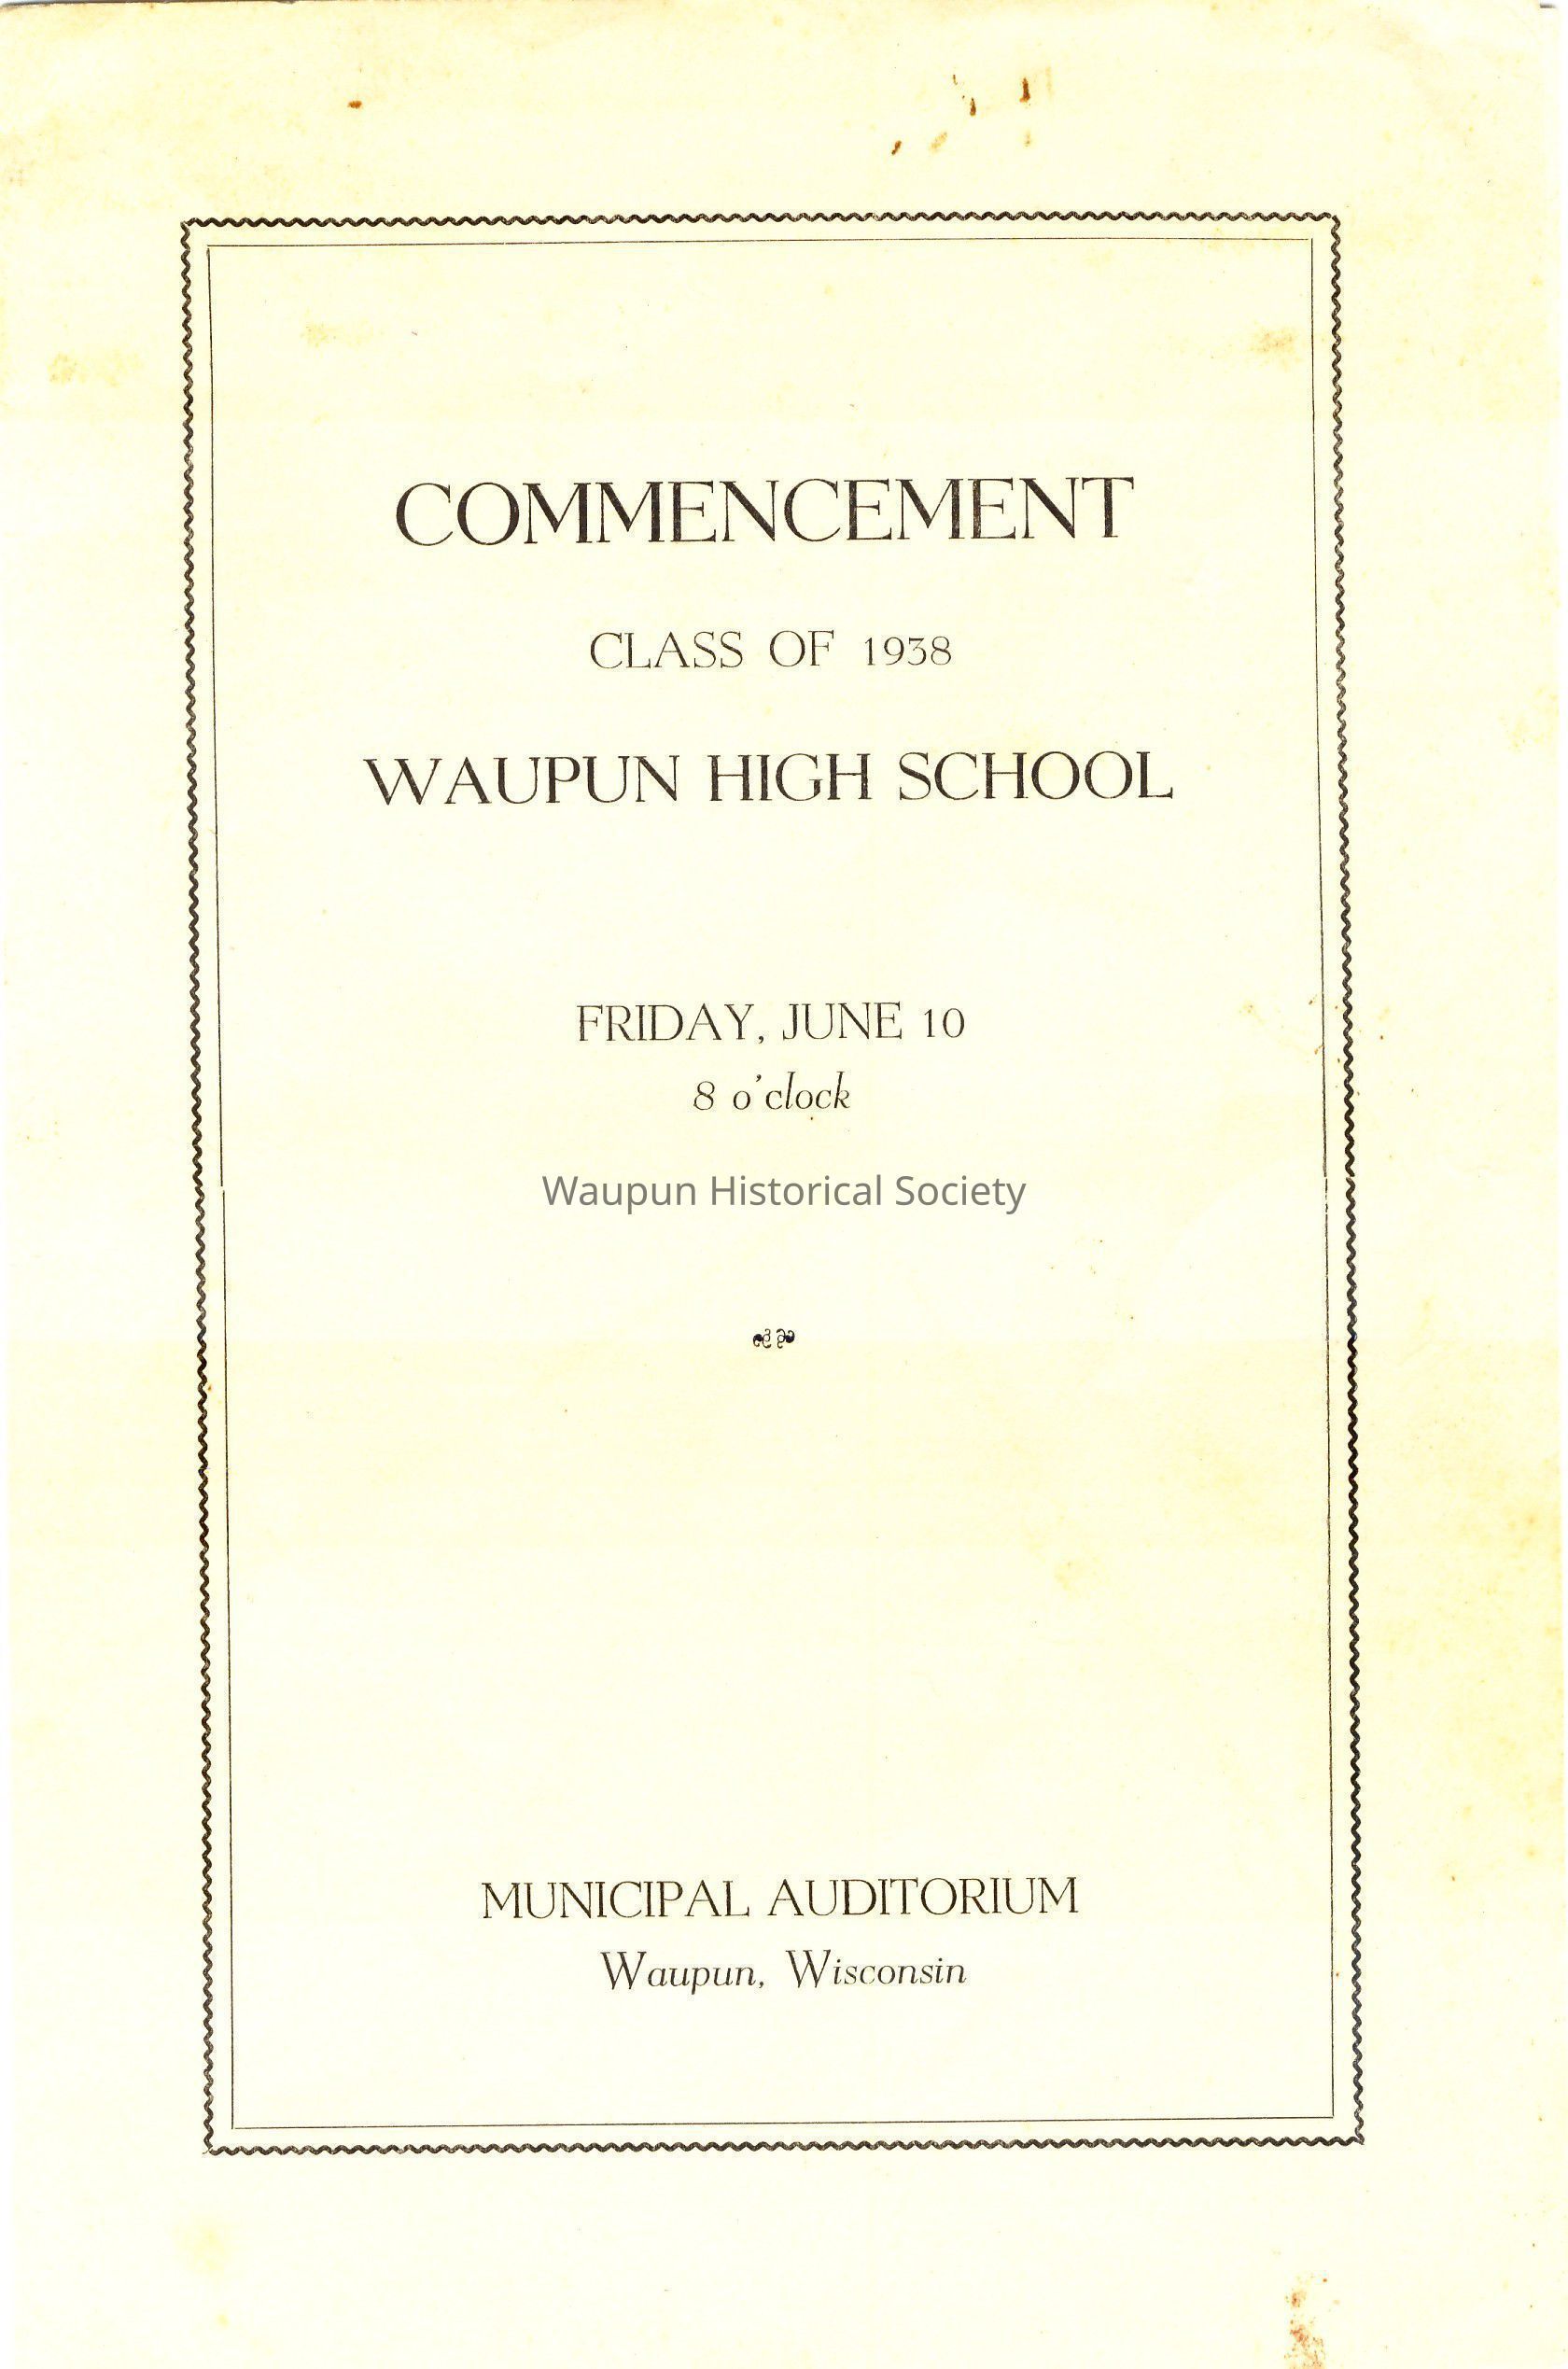 COMMENCEMENT
CLASS OF 1938
WAUPUN HIGH SCHOOL
FRIDAY, JUNE 10
8 o'clock
Waupun Historical Society
MUNICIPAL AUDITORIUM
Waupun, Wisconsin